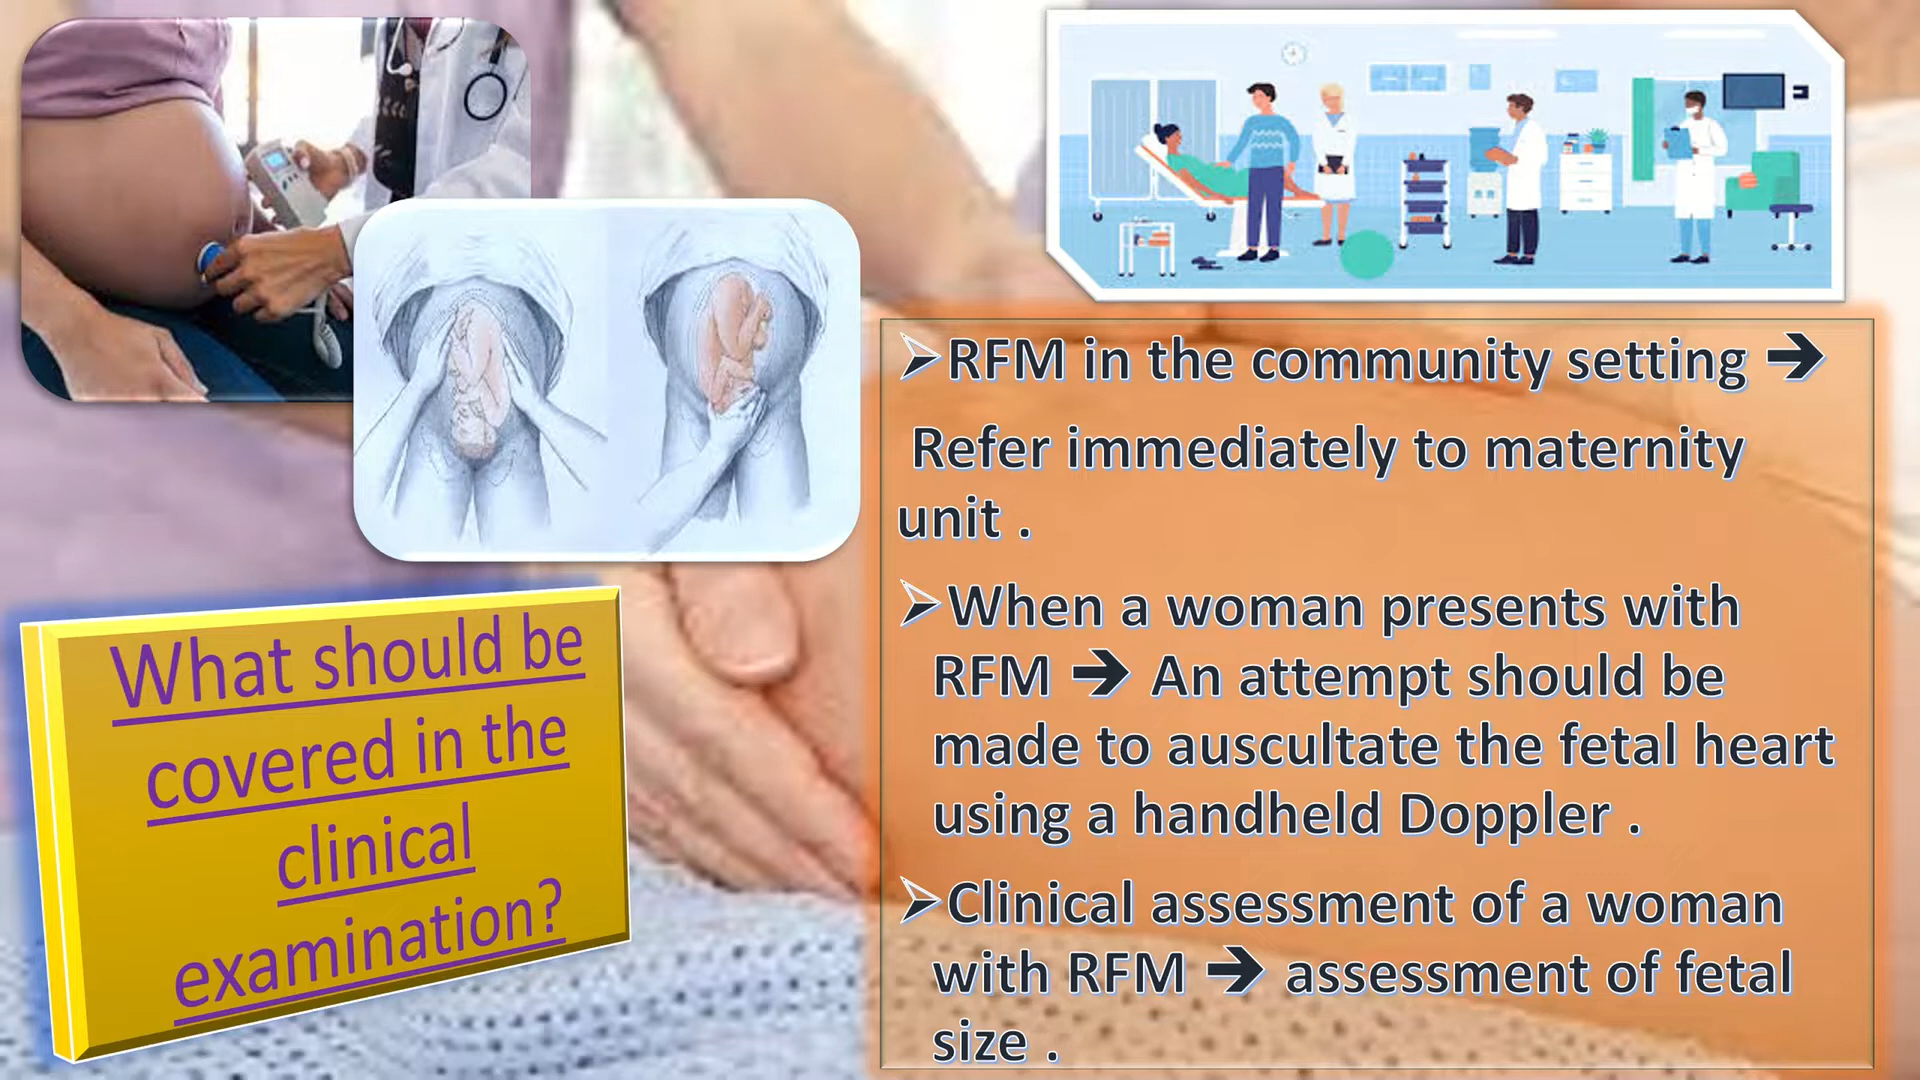 What should be
covered in the
clinical
examination?
➢RFM in the community setting ➔
Refer immediately to maternity
unit .
➢When a woman presents with
RFM ➔ An attempt should be
made to auscultate the fetal heart
using a handheld Doppler .
➢Clinical assessment of a woman
with RFM ➔ assessment of fetal
size .